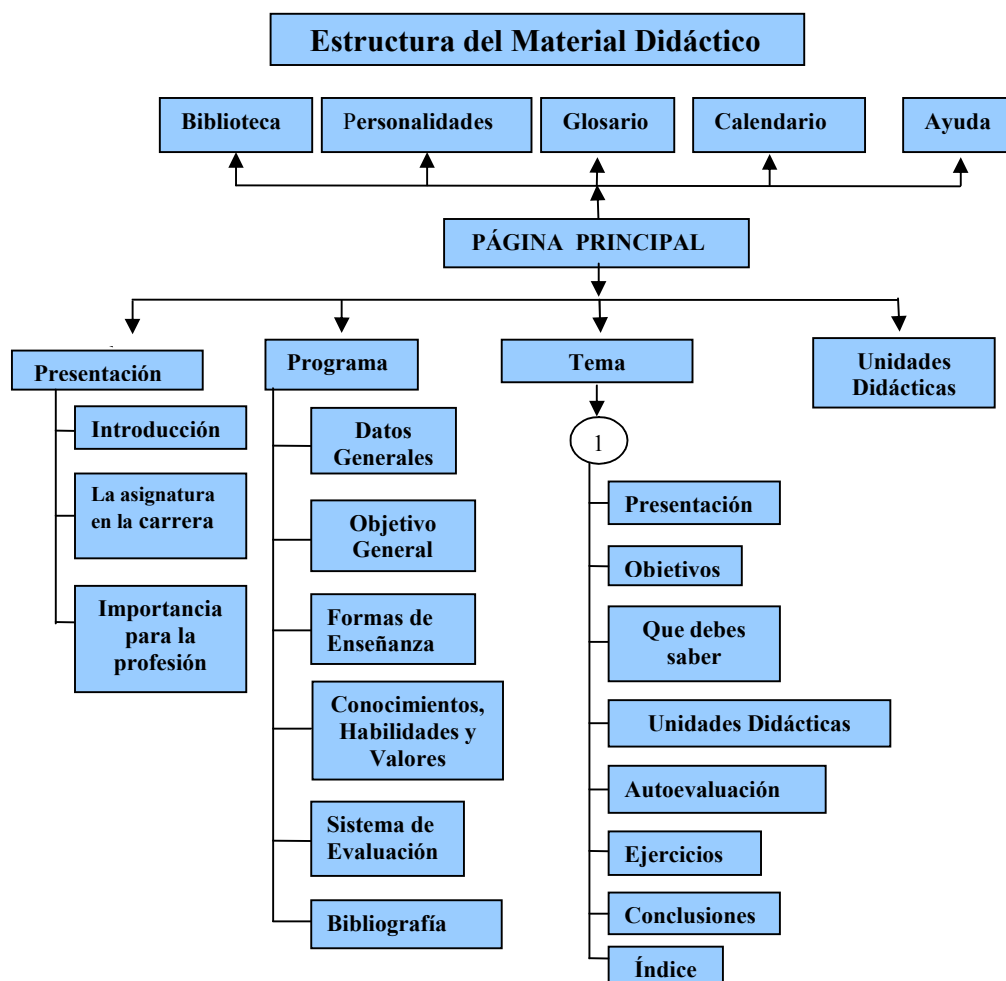 Estructura del Material Didáctico
Biblioteca
Personalidades
Glosario
Calendario
Ayuda
PÁGINA PRINCIPAL
Presentación
Introducción
La asignatura
en la carrera
Importancia
para la
profesión
Programa
Datos
Generales
Objetivo
General
Formas de
Enseñanza
Conocimientos,
Habilidades y
Valores
Sistema de
Evaluación
Bibliografía
Tema
1
Presentación
Obietivos
Que debes
saber
Unidades Didácticas
Autoevaluación
Ejercicios
Conclusiones
Índice
Unidades
Didácticas